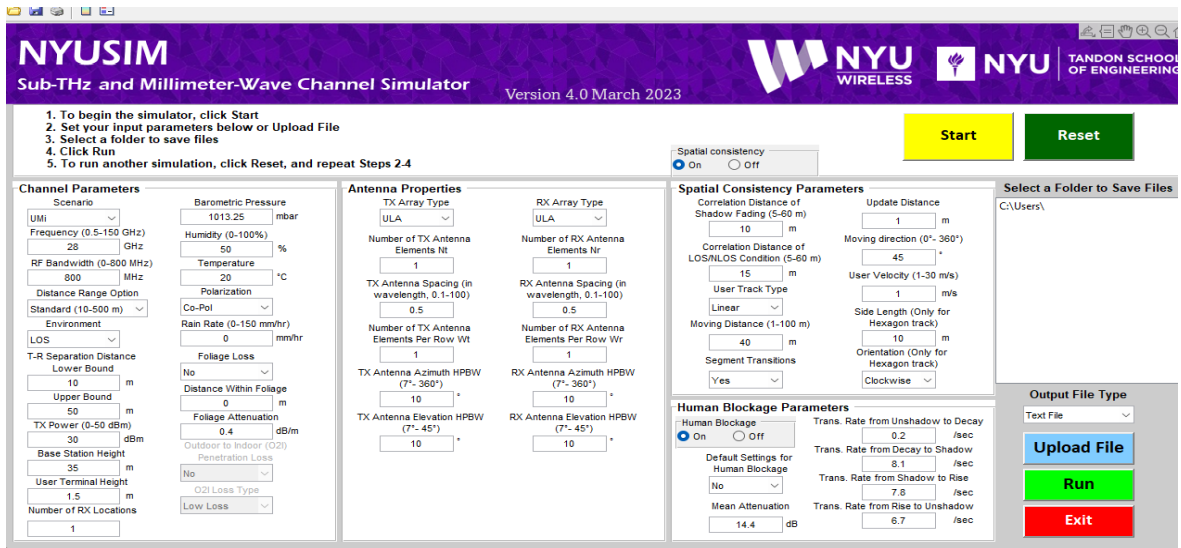 NYUSIM
Sub-THz and Millimeter-Wave Channel Simulator
Version 4.0 March 2023
NYU
WIRELESS
NYU
TANDON SCHOOL
OF ENGINEERING
1. To begin the simulator, click Start
2. Set your input parameters below or Upload File
3. Select a folder to save files
4. Click Run
5. To run another simulation, click Reset, and repeat Steps 2-4
Spatial consistency
On Off
Start
Reset
Channel Parameters
Scenario
UMi
Frequency (0.5-150 GHz)
28 GHz
RF Bandwidth (0-800 MHz)
800 MHz
Distance Range Option
Standard (10-500 m)
Environment
LOS
T-R Separation Distance
Lower Bound
10 m
Upper Bound
50 m
TX Power (0-50 dBm)
30 dBm
Base Station Height
35 m
User Terminal Height
1.5 m
Number of RX Locations
1
Barometric Pressure
1013.25 mbar
Humidity (0-100%)
50 %
Temperature
20 °C
Polarization
Co-Pol
Rain Rate (0-150 mm/hr)
0 mm/hr
Foliage Loss
No
Distance Within Foliage
0 m
Foliage Attenuation
0.4 dB/m
Outdoor to Indoor (O2I)
Penetration Loss
No
O2I Loss Type
Low Loss
Antenna Properties
TX Array Type
ULA
Number of TX Antenna
Elements Nt
1
TX Antenna Spacing (in
wavelength, 0.1-100)
0.5
Number of TX Antenna
Elements Per Row Wt
1
TX Antenna Azimuth HPBW
(7°- 360°)
10 °
TX Antenna Elevation HPBW
(7°- 45°)
10 °
RX Array Type
ULA
Number of RX Antenna
Elements Nr
1
RX Antenna Spacing (in
wavelength, 0.1-100)
0.5
Number of RX Antenna
Elements Per Row Wr
1
RX Antenna Azimuth HPBW
(7°- 360°)
10 °
RX Antenna Elevation HPBW
(7°- 45°)
10 °
Spatial Consistency Parameters
Correlation Distance of
Shadow Fading (5-60 m)
10 m
Correlation Distance of
LOS/NLOS Condition (5-60 m)
15 m
User Track Type
Linear
Moving Distance (1-100 m)
40 m
Segment Transitions
Yes
Update Distance
1 m
Moving direction (0°- 360°)
45 °
User Velocity (1-30 m/s)
1 m/s
Side Length (Only for
Hexagon track)
10 m
Orientation (Only for
Hexagon track)
Clockwise
Human Blockage Parameters
Human Blockage
On Off
Default Settings for
Human Blockage
No
Mean Attenuation
14.4 dB
Trans. Rate from Unshadow to Decay
0.2 /sec
Trans. Rate from Decay to Shadow
8.1 /sec
Trans. Rate from Shadow to Rise
7.8 /sec
Trans. Rate from Rise to Unshadow
6.7 /sec
Select a Folder to Save Files
C:\Users\
Output File Type
Text File
Upload File
Run
Exit